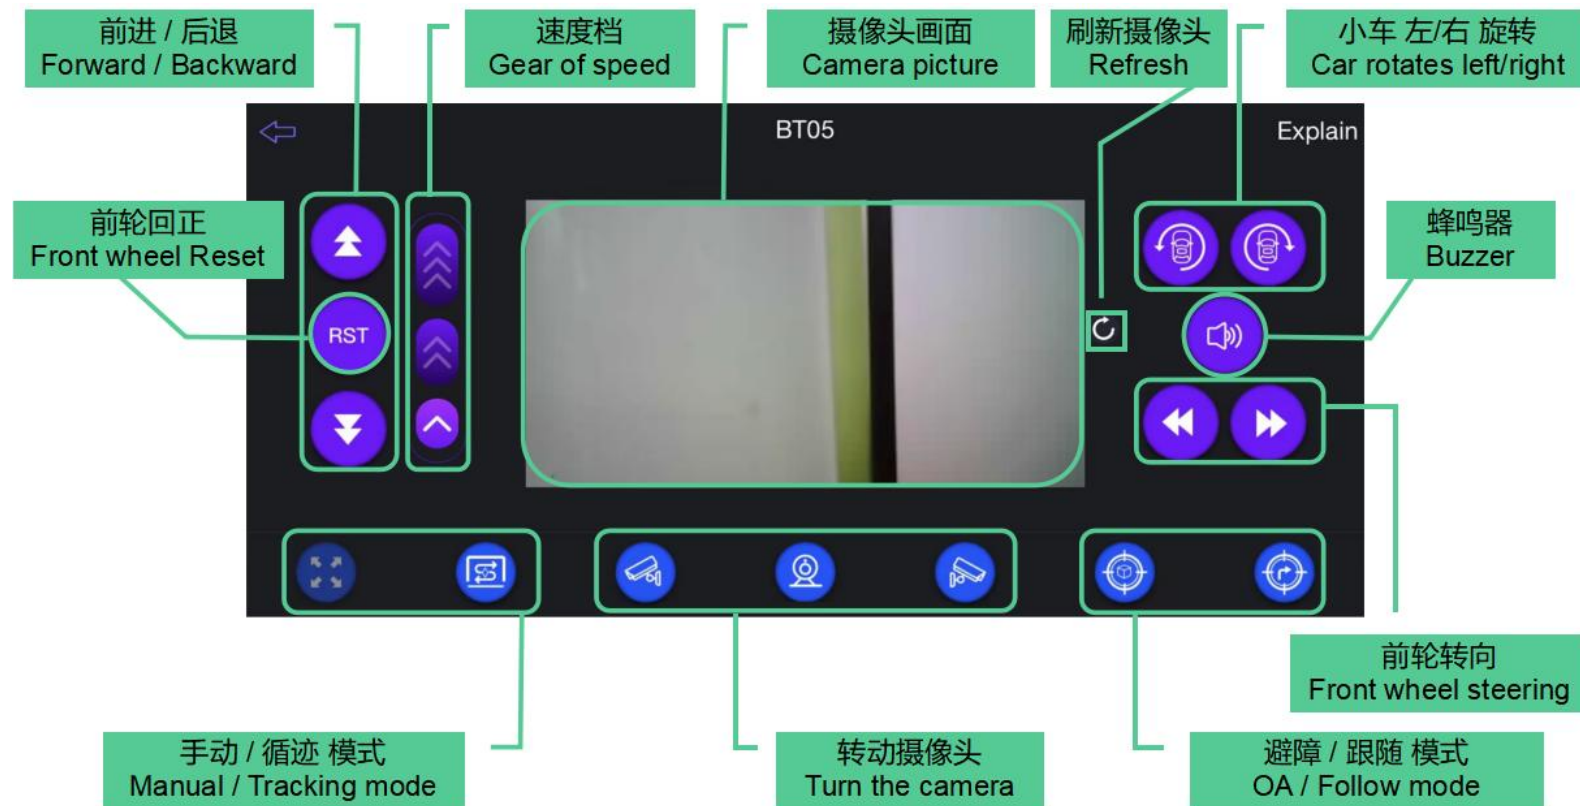 前进 / 后退
Forward / Backward
速度档
Gear of speed
摄像头画面
Camera picture
刷新摄像头
Refresh
小车 左/右 旋转
Car rotates left/right
BT05
Explain
前轮回正
Front wheel Reset
蜂鸣器
Buzzer
RST
前轮转向
Front wheel steering
手动 / 循迹 模式
Manual / Tracking mode
转动摄像头
Turn the camera
避障 / 跟随 模式
OA / Follow mode